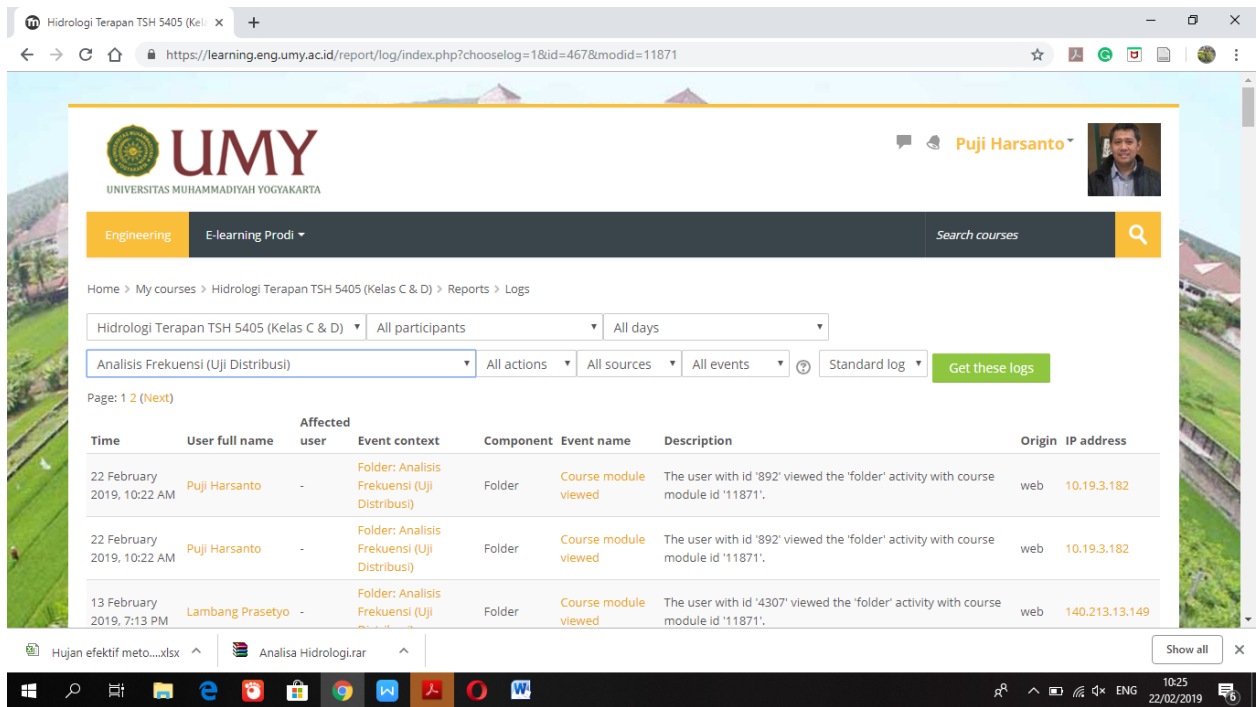 Hidrologi Terapan TSH 5405 (Kel
https://learning.eng.umy.ac.id/report/log/index.php?chooselog=1&id=467&modid=11871
UMY
UNIVERSITAS MUHAMMADIYAH YOGYAKARTA
Puji Harsanto
Engineering E-learning Prodi Search courses
Home > My courses > Hidrologi Terapan TSH 5405 (Kelas C & D) > Reports > Logs
Hidrologi Terapan TSH 5405 (Kelas C & D) All participants All days
Analisis Frekuensi (Uji Distribusi) All actions All sources All events ? Standard log Get these logs
Page: 1 2 (Next)
Time User full name Affected user Event context Component Event name Description Origin IP address
22 February 2019, 10:22 AM Puji Harsanto - Folder: Analisis Frekuensi (Uji Distribusi) Folder Course module viewed The user with id '892' viewed the 'folder' activity with course module id '11871'. web 10.19.3.182
22 February 2019, 10:22 AM Puji Harsanto - Folder: Analisis Frekuensi (Uji Distribusi) Folder Course module viewed The user with id '892' viewed the 'folder' activity with course module id '11871'. web 10.19.3.182
13 February 2019, 7:13 PM Lambang Prasetyo - Folder: Analisis Frekuensi (Uji Folder Course module viewed The user with id '4307' viewed the 'folder' activity with course module id '11871'. web 140.213.13.149
Hujan efektif meto....xlsx Analisa Hidrologi.rar Show all
ENG 10:25
22/02/2019